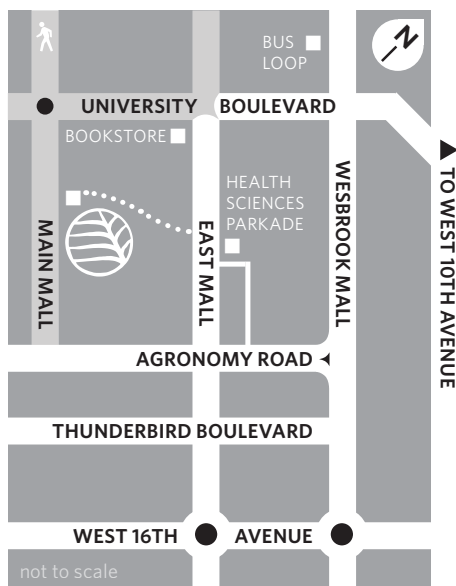 BUS
LOOP
N
UNIVERSITY BOULEVARD
BOOKSTORE
HEALTH
SCIENCES
PARKADE
MAIN MALL
EAST MALL
WESBROOK MALL
TO WEST 10TH AVENUE
AGRONOMY ROAD
THUNDERBIRD BOULEVARD
WEST 16TH AVENUE
not to scale